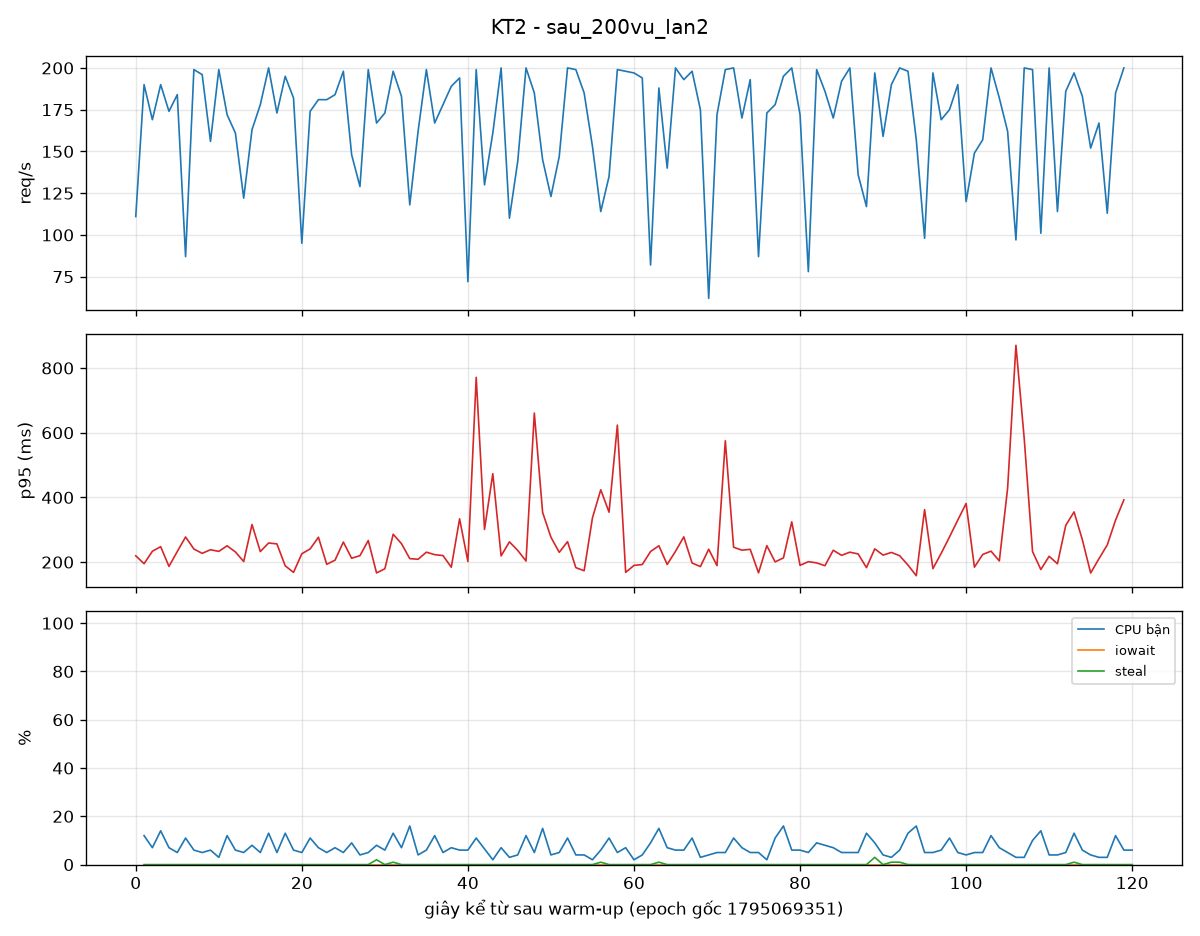 KT2 - sau_200vu_lan2
200
175
150
125
100
75
req/s
800
600
400
200
p95 (ms)
100
80
60
40
20
0
%
CPU bận
iowait
steal
0 20 40 60 80 100 120
giây kể từ sau warm-up (epoch gốc 1795069351)